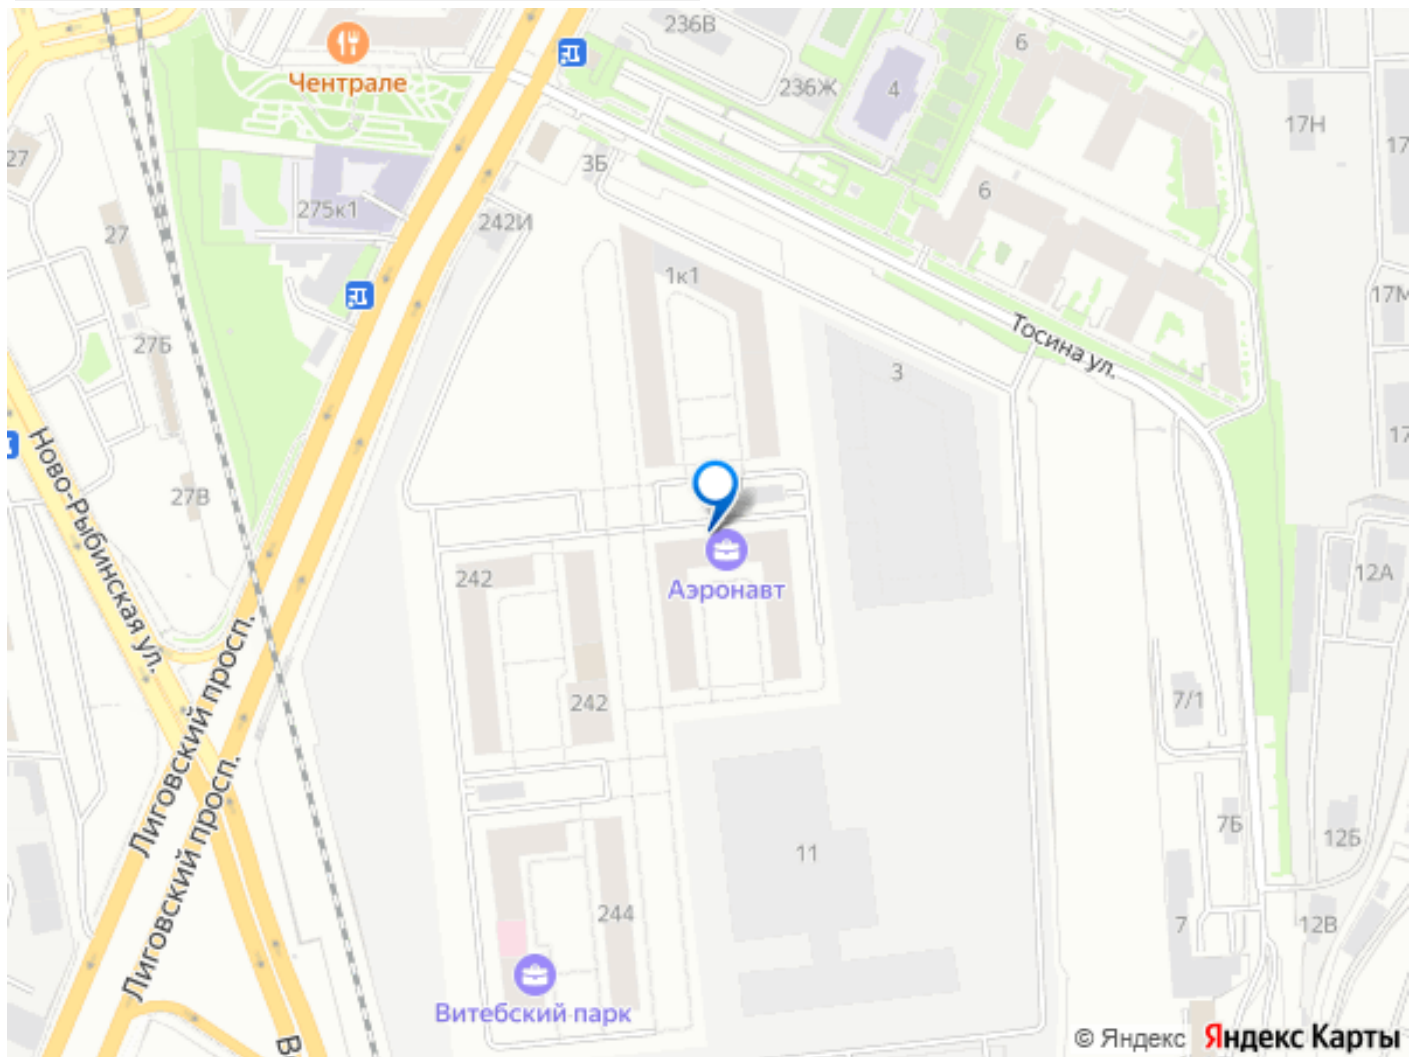 236В
6
Чентрале
236Ж
4
17Н
17
27
3Б
6
275к1
242И
27
1к1
17М
Тосина ул.
27Б
3
17
Ново-Рыбинская ул.
27В
242
Аэронавт
12А
Лиговский просп.
242
7/1
Лиговский просп.
7Б
12Б
11
244
7
12В
Витебский парк
В
© Яндекс Яндекс Карты